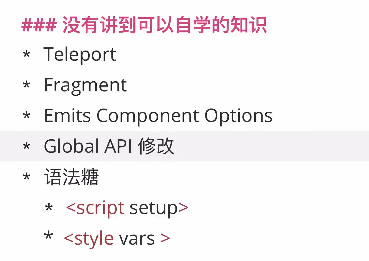 ### 没有讲到可以自学的知识
* Teleport
* Fragment
* Emits Component Options
* Global API 修改
* 语法糖
* <script setup>
* <style vars >